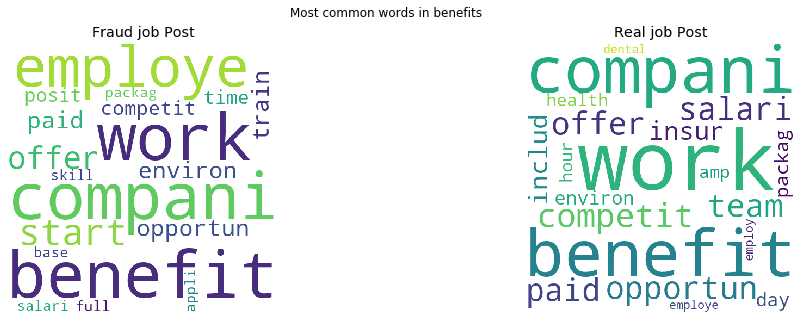 Most common words in benefits
Fraud job Post
employe
posit
packag
time
train
paid
competit
work
offer
skill
environ
compani
start
opportun
base
benefit
appli
salari
full
Real job Post
dental
compani
health
salari
includ
offer
insur
packag
work
hour
amp
environ
team
competit
employ
benefit
paid
opportun
day
employe